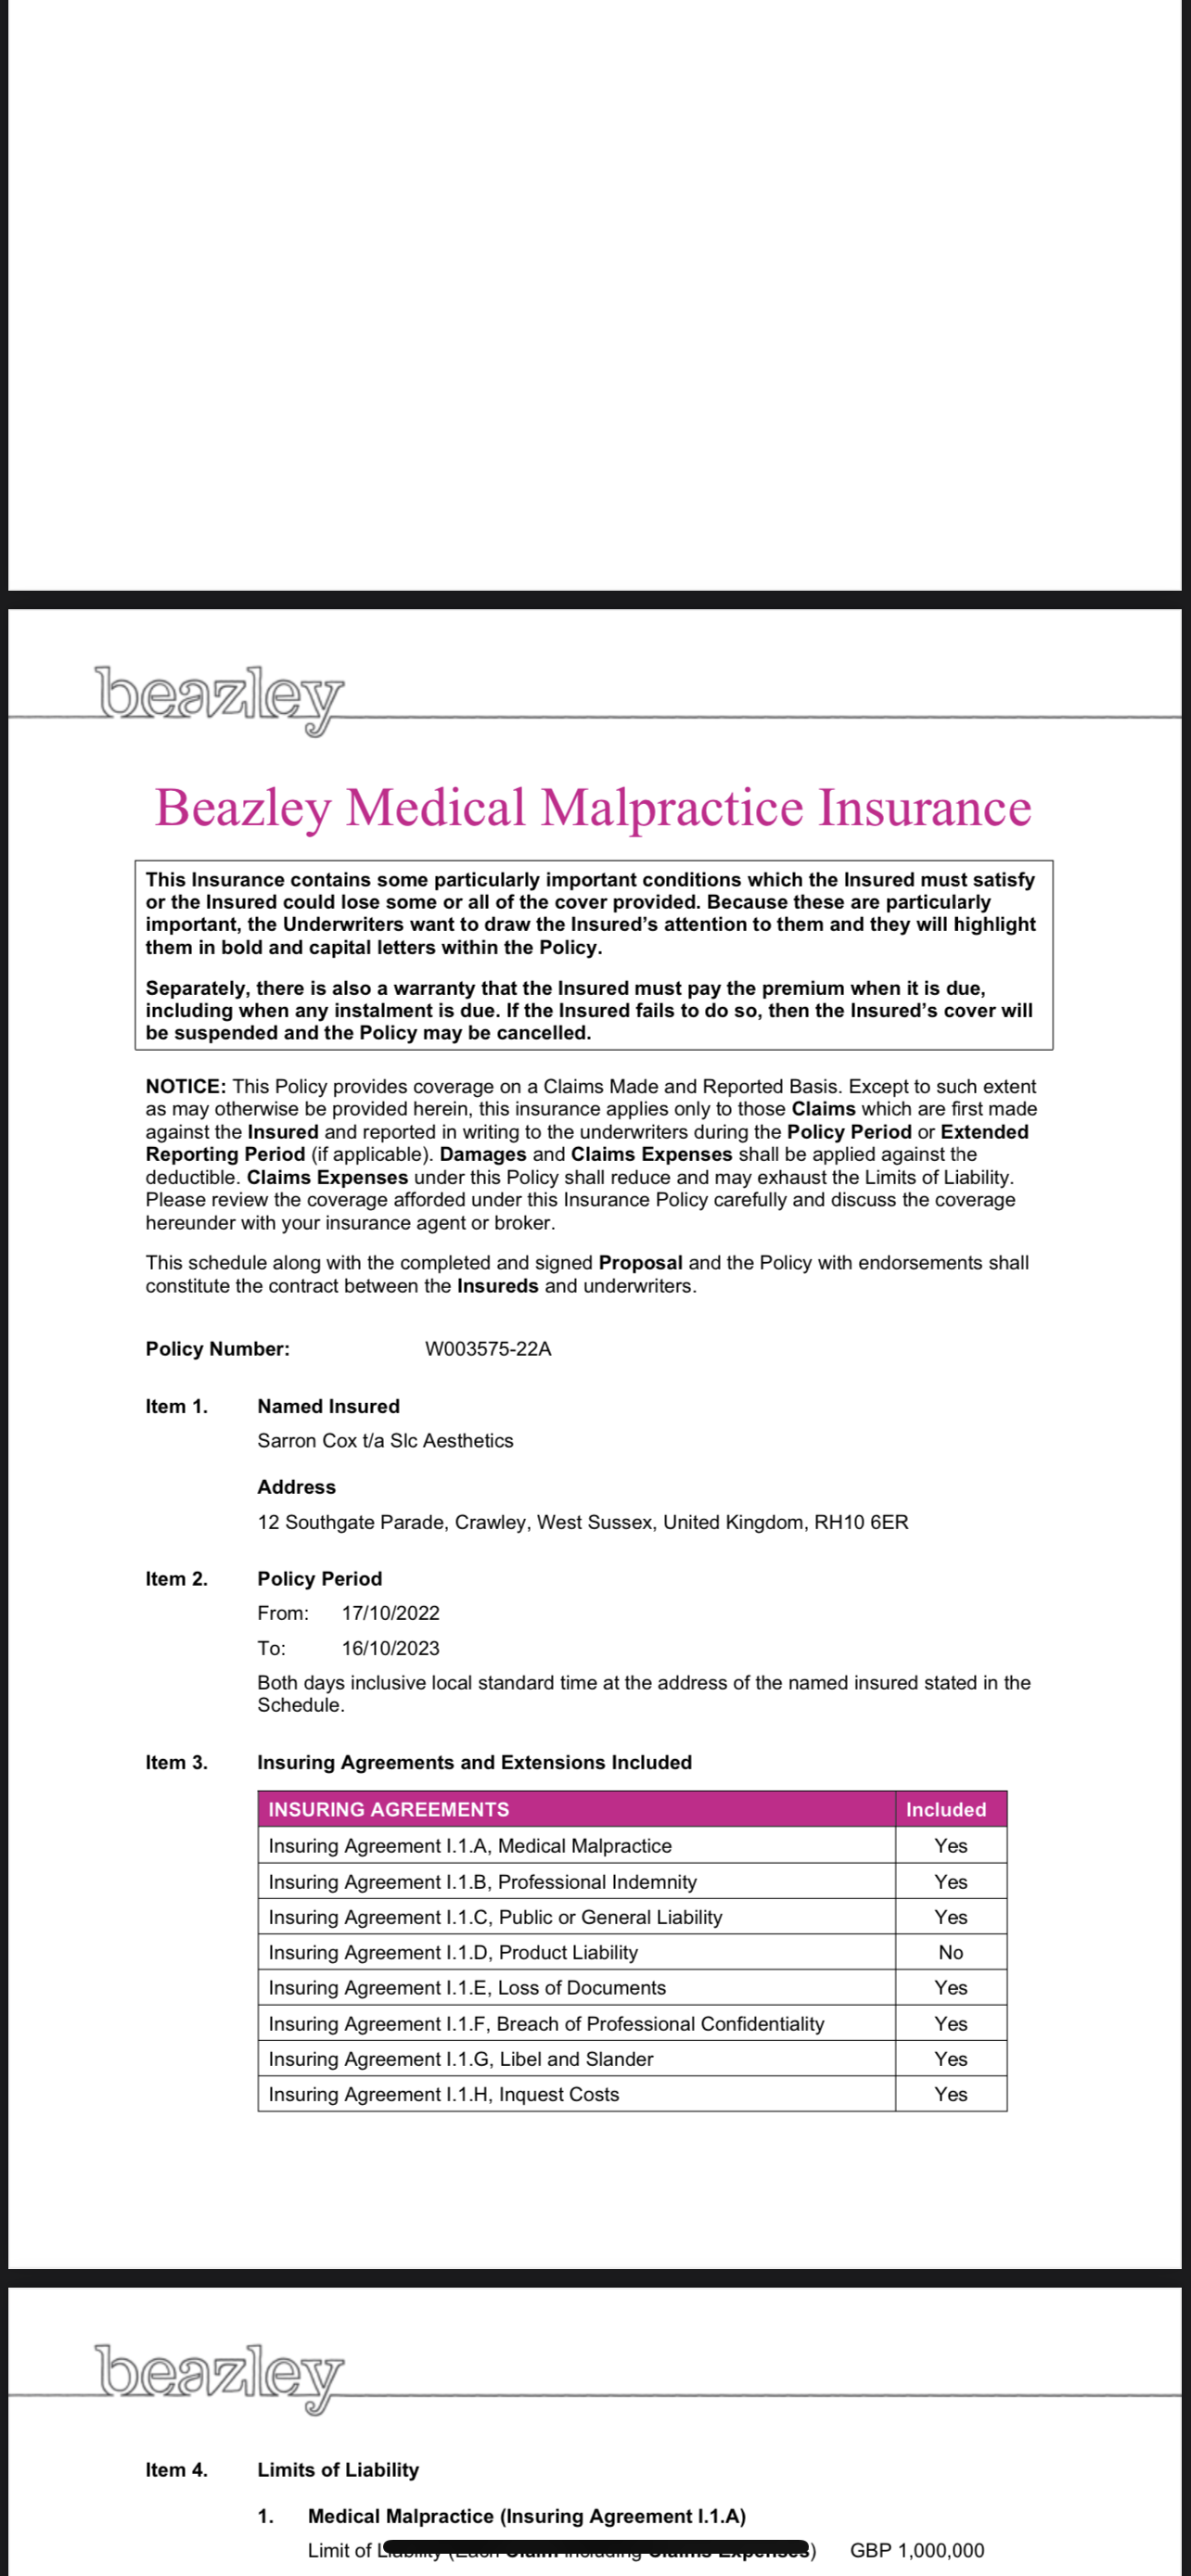 beazley
Beazley Medical Malpractice Insurance
This Insurance contains some particularly important conditions which the Insured must satisfy
or the Insured could lose some or all of the cover provided. Because these are particularly
important, the Underwriters want to draw the Insured's attention to them and they will highlight
them in bold and capital letters within the Policy.
Separately, there is also a warranty that the Insured must pay the premium when it is due,
including when any instalment is due. If the Insured fails to do so, then the Insured's cover will
be suspended and the Policy may be cancelled.
NOTICE: This Policy provides coverage on a Claims Made and Reported Basis. Except to such extent
as may otherwise be provided herein, this insurance applies only to those Claims which are first made
against the Insured and reported in writing to the underwriters during the Policy Period or Extended
Reporting Period (if applicable). Damages and Claims Expenses shall be applied against the
deductible. Claims Expenses under this Policy shall reduce and may exhaust the Limits of Liability.
Please review the coverage afforded under this Insurance Policy carefully and discuss the coverage
hereunder with your insurance agent or broker.
This schedule along with the completed and signed Proposal and the Policy with endorsements shall
constitute the contract between the Insureds and underwriters.
Policy Number: W003575-22A
Item 1. Named Insured
Sarron Cox t/a Slc Aesthetics
Address
12 Southgate Parade, Crawley, West Sussex, United Kingdom, RH10 6ER
Item 2. Policy Period
From: 17/10/2022
To: 16/10/2023
Both days inclusive local standard time at the address of the named insured stated in the
Schedule.
Item 3. Insuring Agreements and Extensions Included
INSURING AGREEMENTS Included
Insuring Agreement I.1.A, Medical Malpractice Yes
Insuring Agreement I.1.B, Professional Indemnity Yes
Insuring Agreement I.1.C, Public or General Liability Yes
Insuring Agreement I.1.D, Product Liability No
Insuring Agreement I.1.E, Loss of Documents Yes
Insuring Agreement I.1.F, Breach of Professional Confidentiality Yes
Insuring Agreement I.1.G, Libel and Slander Yes
Insuring Agreement I.1.H, Inquest Costs Yes
beazley
Item 4. Limits of Liability
1. Medical Malpractice (Insuring Agreement I.1.A)
Limit of Liability (Each Claim including Claims Expenses) GBP 1,000,000